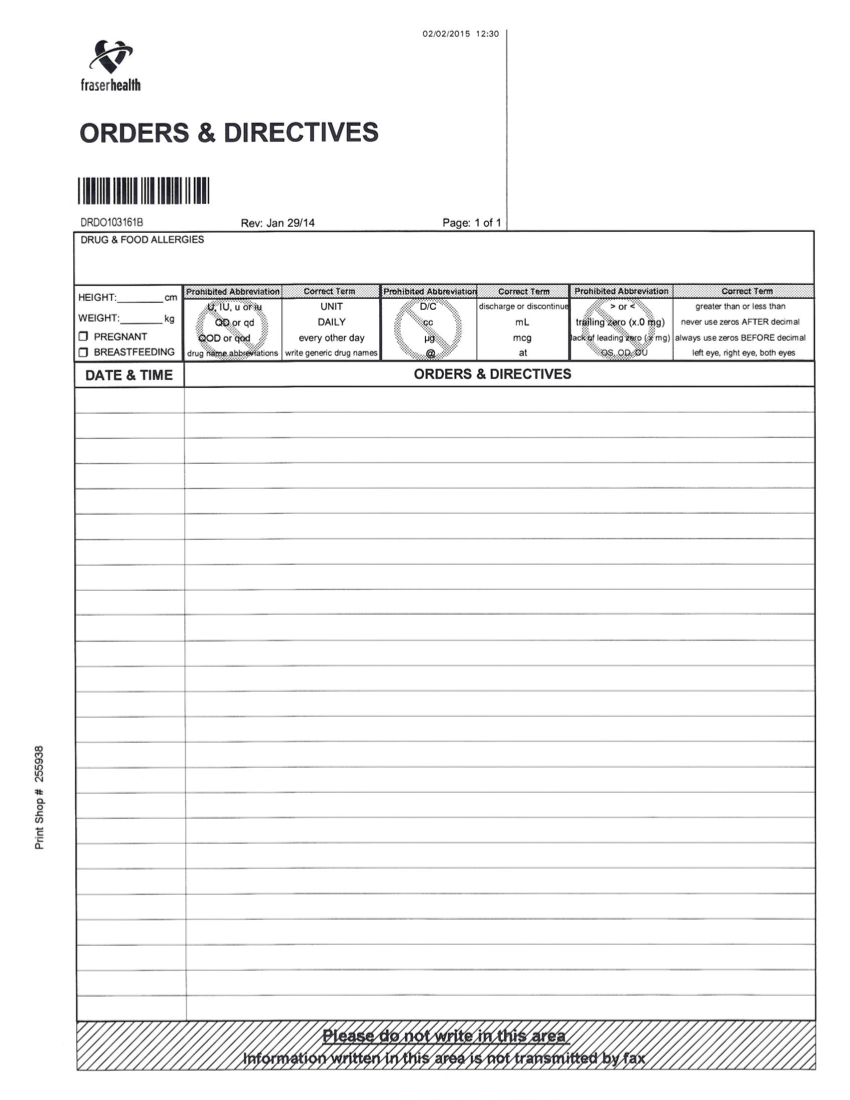 02/02/2015 12:30
fraserhealth
ORDERS & DIRECTIVES
DRDO103161B Rev: Jan 29/14 Page: 1 of 1
DRUG & FOOD ALLERGIES
HEIGHT:________ cm
WEIGHT:_______ kg
❒ PREGNANT
❒ BREASTFEEDING
Prohibited Abbreviation Correct Term Prohibited Abbreviation Correct Term Prohibited Abbreviation Correct Term
U, IU, u or iu UNIT D/C discharge or discontinue > or < greater than or less than
QD or qd DAILY cc mL trailing zero (x.0 mg) never use zeros AFTER decimal
QOD or qod every other day µg mcg lack of leading zero (.x mg) always use zeros BEFORE decimal
drug name abbreviations write generic drug names @ at OS, OD, OU left eye, right eye, both eyes
DATE & TIME ORDERS & DIRECTIVES
Print Shop # 255938
Please do not write in this area
Information written in this area is not transmitted by fax